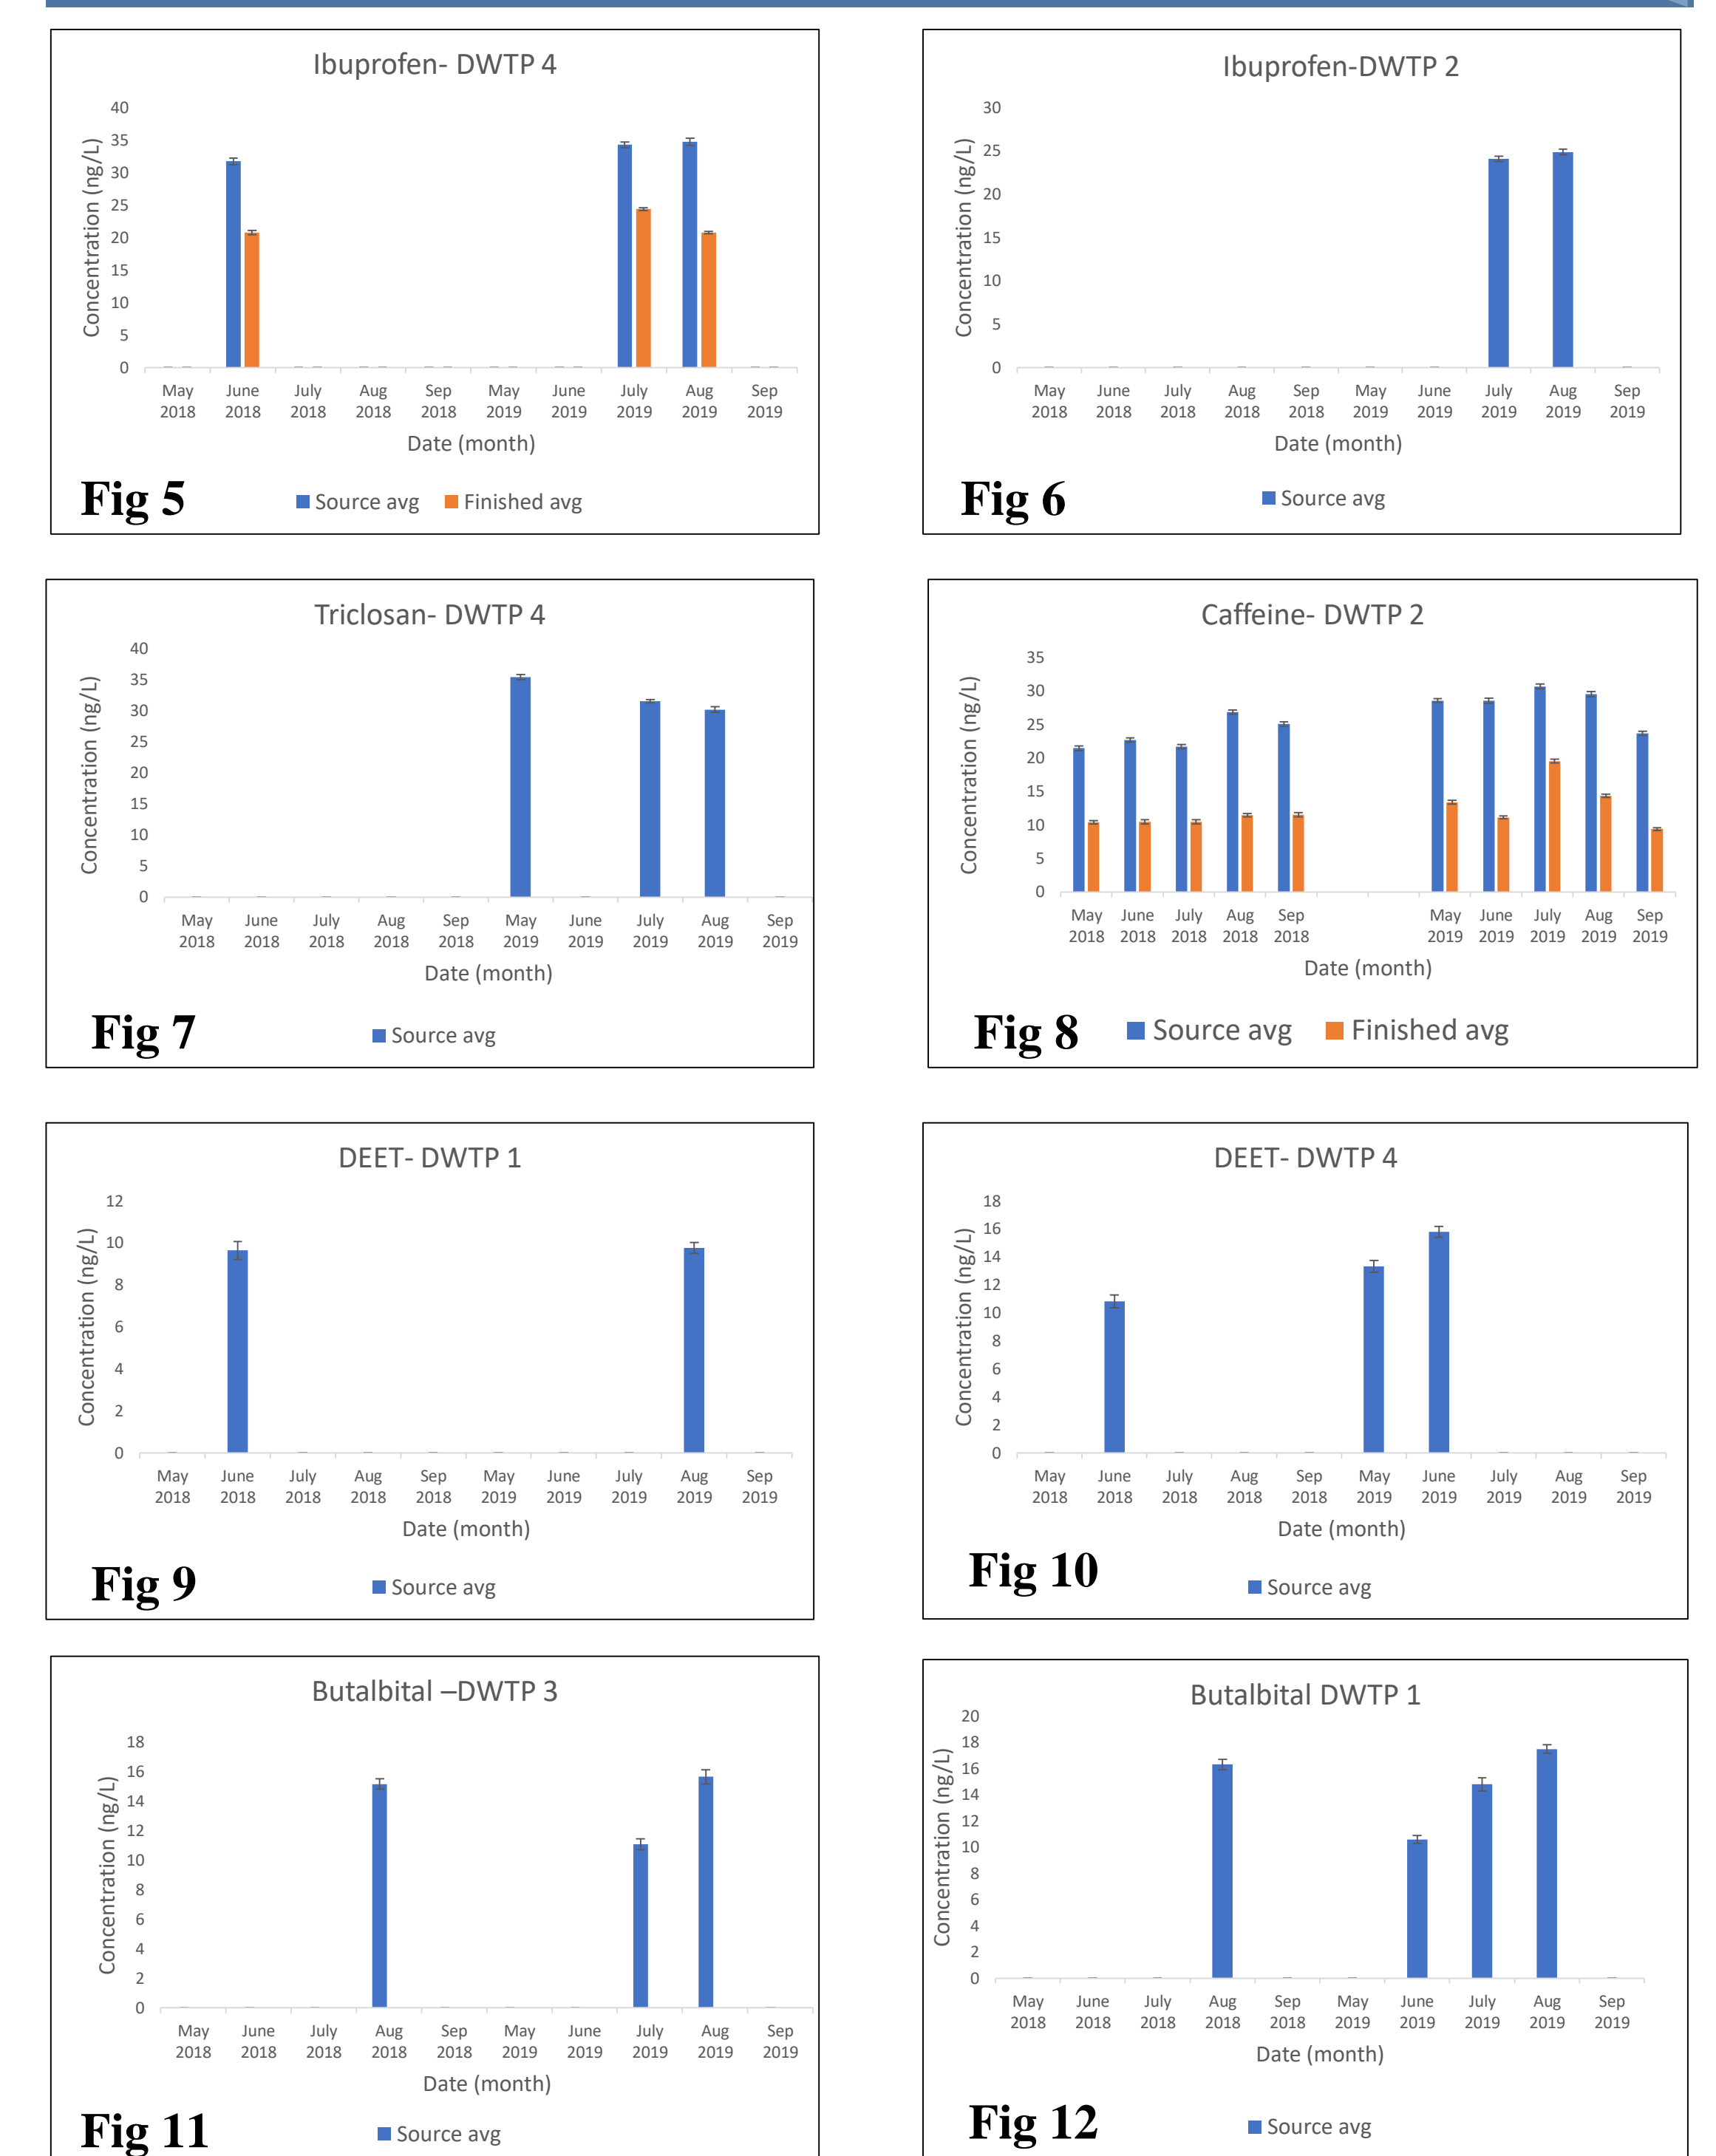 Ibuprofen- DWTP 4
Concentration (ng/L)
40
35
30
25
20
15
10
5
0
May June July Aug Sep May June July Aug Sep
2018 2018 2018 2018 2018 2019 2019 2019 2019 2019
Date (month)
Fig 5
Source avg Finished avg
Ibuprofen-DWTP 2
Concentration (ng/L)
30
25
20
15
10
5
0
May June July Aug Sep May June July Aug Sep
2018 2018 2018 2018 2018 2019 2019 2019 2019 2019
Date (month)
Fig 6
Source avg
Triclosan- DWTP 4
Concentration (ng/L)
40
35
30
25
20
15
10
5
0
May June July Aug Sep May June July Aug Sep
2018 2018 2018 2018 2018 2019 2019 2019 2019 2019
Date (month)
Fig 7
Source avg
Caffeine- DWTP 2
Concentration (ng/L)
35
30
25
20
15
10
5
0
May June July Aug Sep May June July Aug Sep
2018 2018 2018 2018 2018 2019 2019 2019 2019 2019
Date (month)
Fig 8
Source avg Finished avg
DEET- DWTP 1
Concentration (ng/L)
12
10
8
6
4
2
0
May June July Aug Sep May June July Aug Sep
2018 2018 2018 2018 2018 2019 2019 2019 2019 2019
Date (month)
Fig 9
Source avg
DEET- DWTP 4
Concentration (ng/L)
18
16
14
12
10
8
6
4
2
0
May June July Aug Sep May June July Aug Sep
2018 2018 2018 2018 2018 2019 2019 2019 2019 2019
Date (month)
Fig 10
Source avg
Butalbital –DWTP 3
Concentration (ng/L)
18
16
14
12
10
8
6
4
2
0
May June July Aug Sep May June July Aug Sep
2018 2018 2018 2018 2018 2019 2019 2019 2019 2019
Date (month)
Fig 11
Source avg
Butalbital DWTP 1
Concentration (ng/L)
20
18
16
14
12
10
8
6
4
2
0
May June July Aug Sep May June July Aug Sep
2018 2018 2018 2018 2018 2019 2019 2019 2019 2019
Date (month)
Fig 12
Source avg